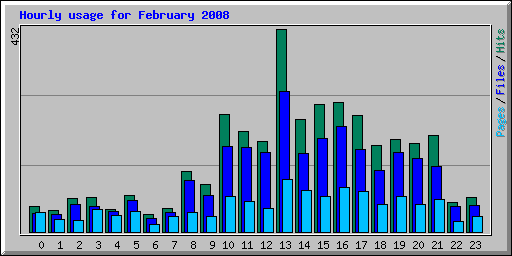 Hourly usage for February 2008
432
Pages / Files / Hits
0 1 2 3 4 5 6 7 8 9 10 11 12 13 14 15 16 17 18 19 20 21 22 23